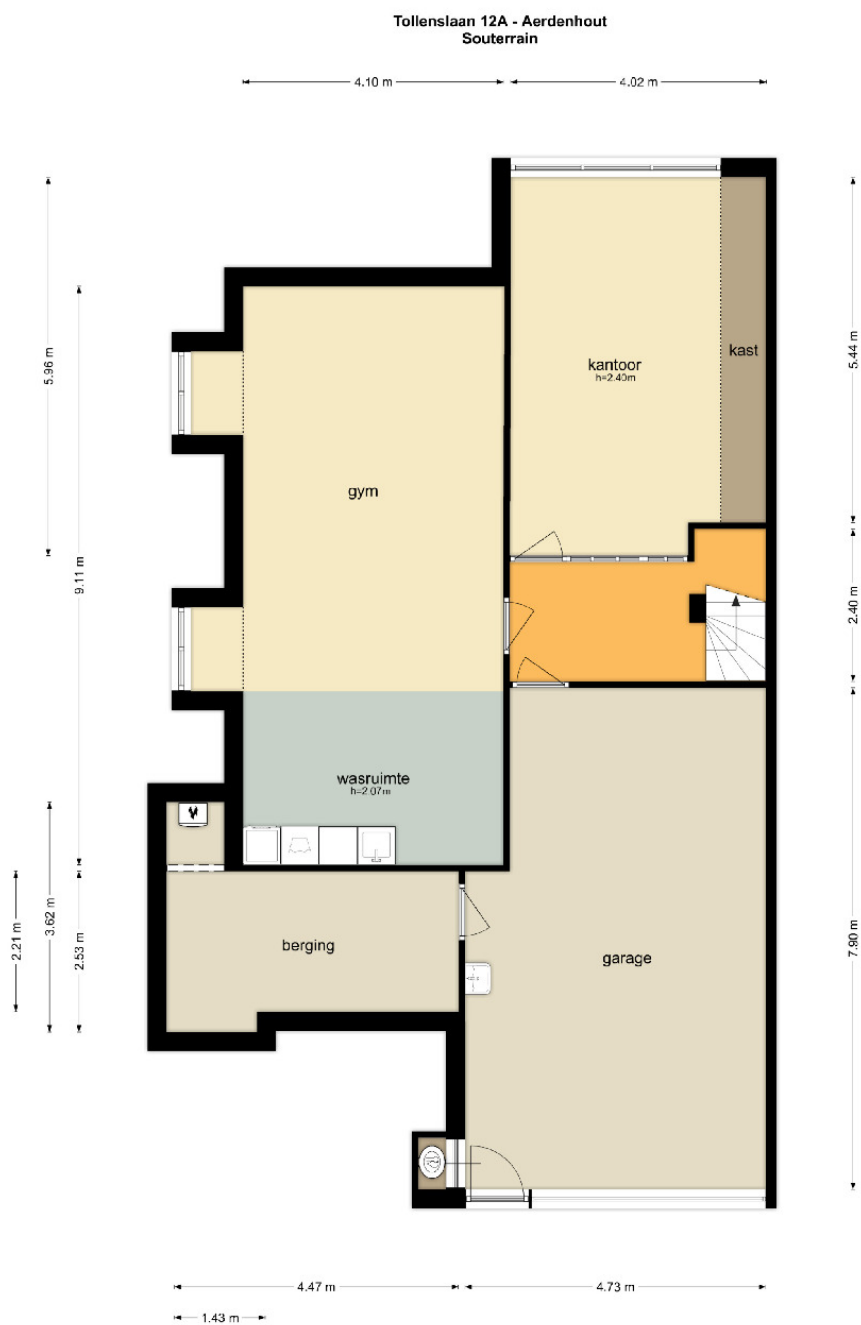 Tollenslaan 12A - Aerdenhout
Souterrain
4.10 m
4.02 m
5.96 m
9.11 m
5.44 m
kantoor
h=2.40m
kast
gym
2.40 m
wasruimte
h=2.07m
2.21 m
3.62 m
2.53 m
berging
garage
7.90 m
4.47 m
4.73 m
1.43 m